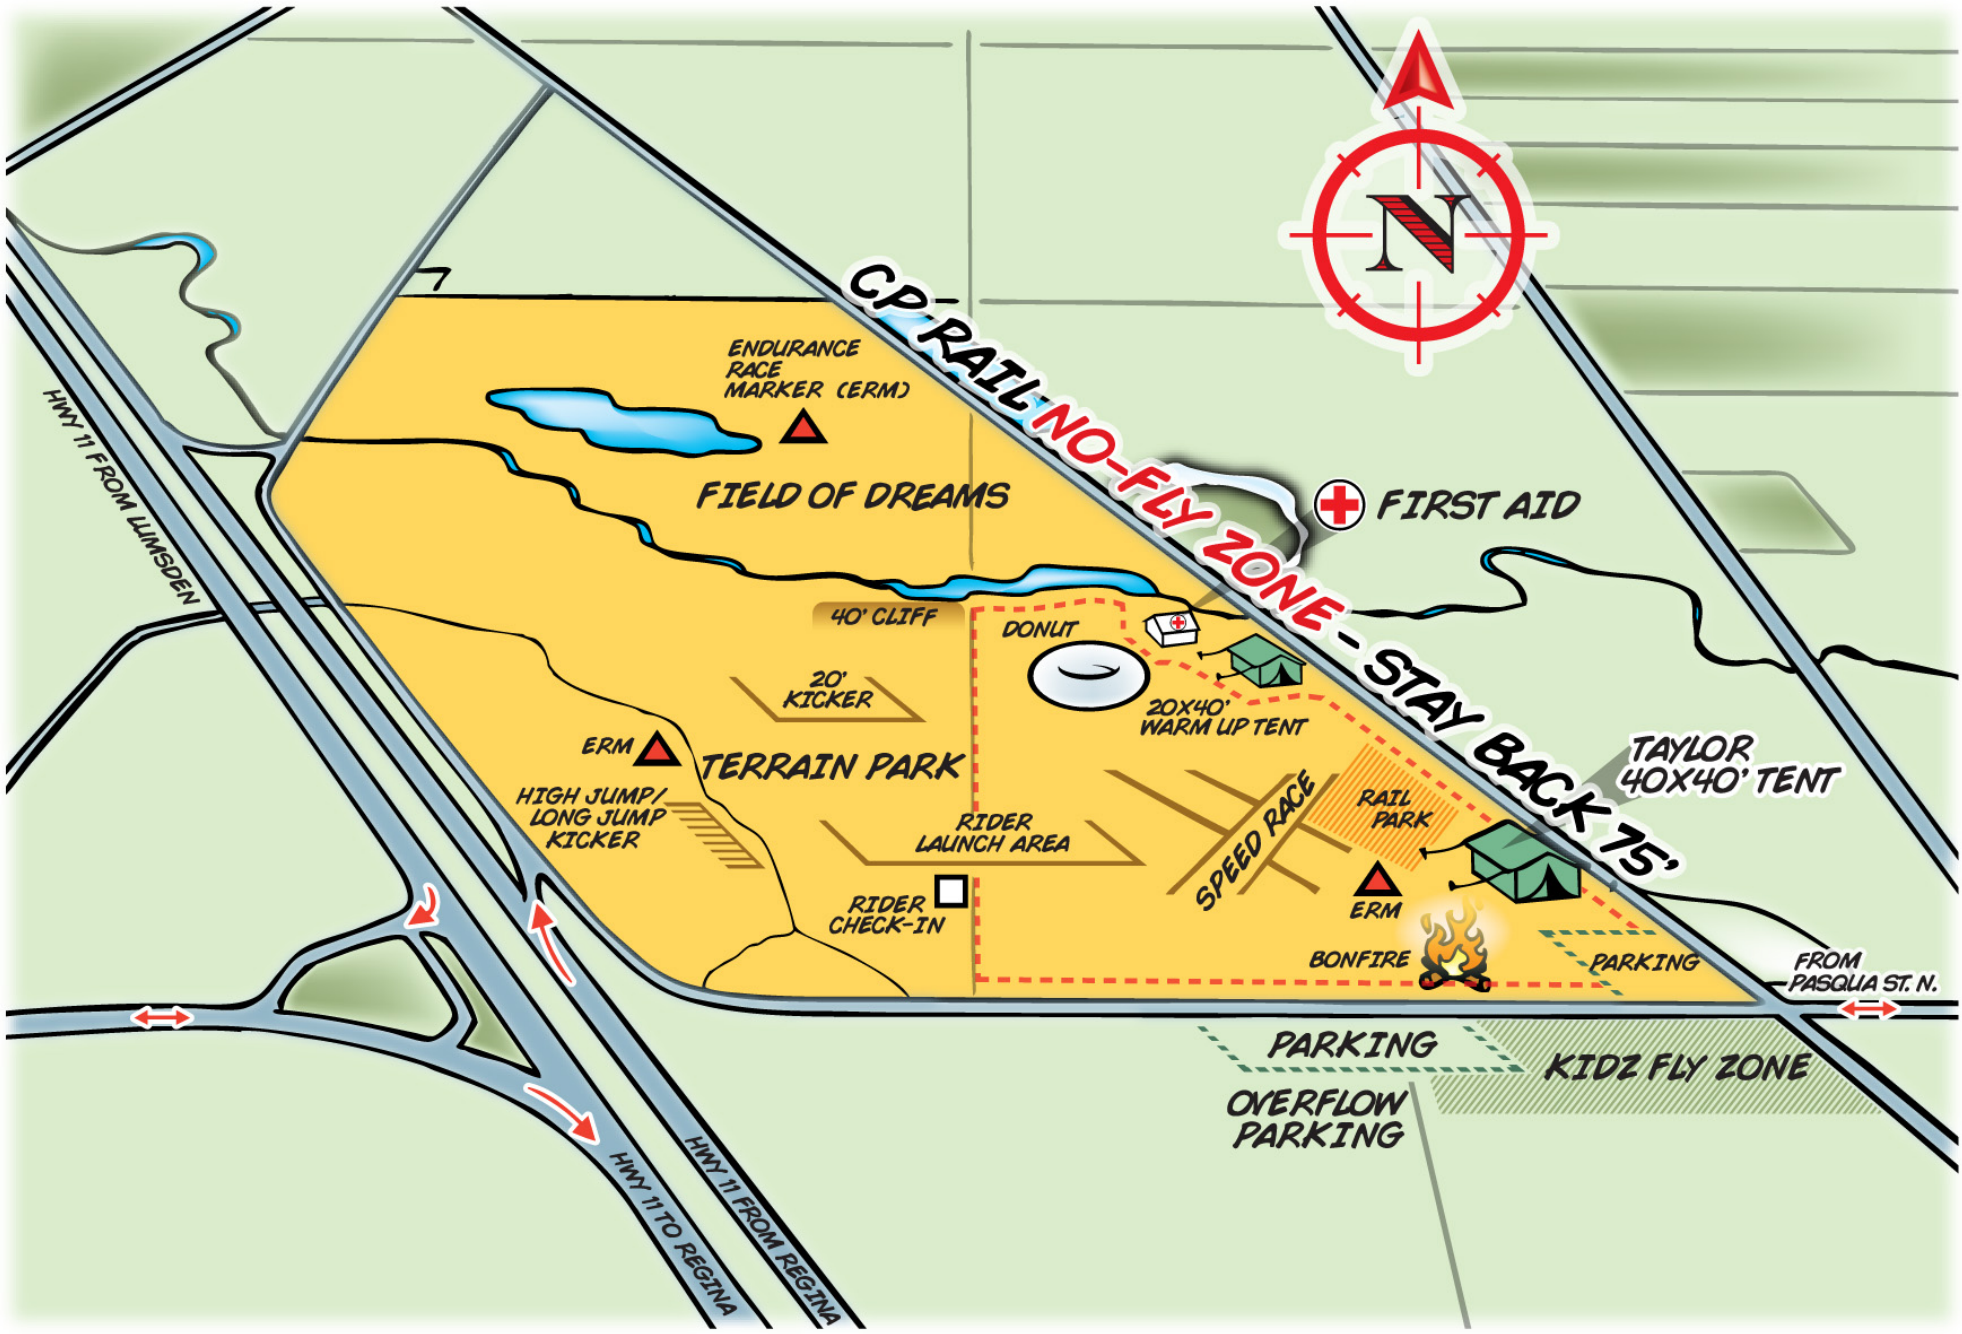 N
CP RAIL NO-FLY ZONE - STAY BACK 75'
ENDURANCE
RACE
MARKER (ERM)
HWY 11 FROM LUMSDEN
FIELD OF DREAMS
FIRST AID
40' CLIFF
DONUT
20'
KICKER
20X40'
WARM UP TENT
ERM
TERRAIN PARK
TAYLOR
40X40' TENT
HIGH JUMP/
LONG JUMP
KICKER
RIDER
LAUNCH AREA
SPEED RACE
RAIL
PARK
RIDER
CHECK-IN
ERM
BONFIRE
PARKING
FROM
PASQUA ST. N.
PARKING
KIDZ FLY ZONE
OVERFLOW
PARKING
HWY 11 TO REGINA
HWY 11 FROM REGINA